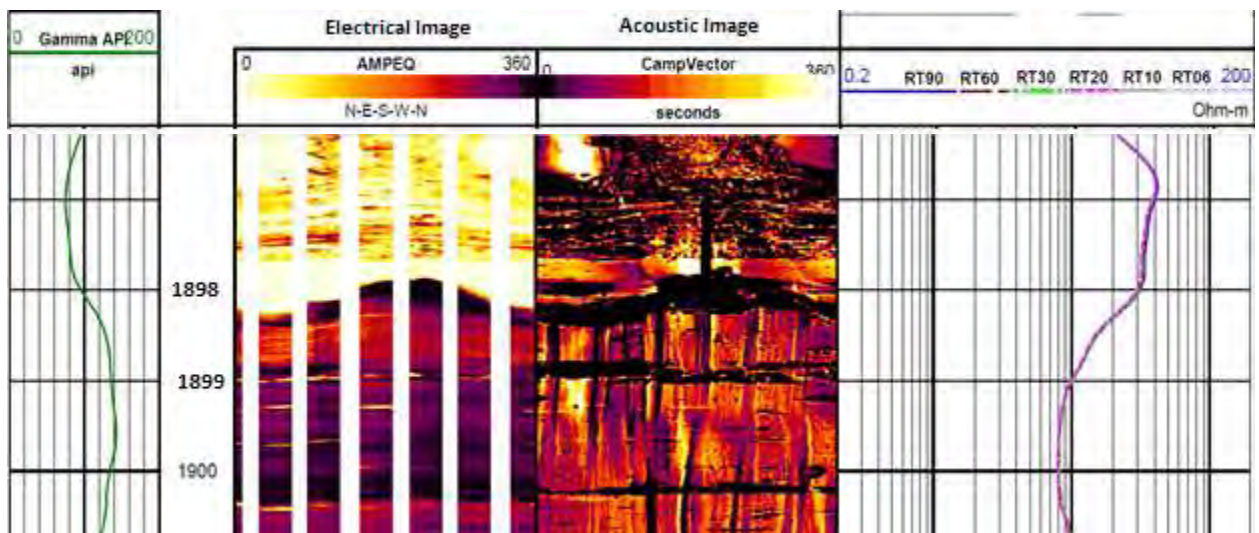 Electrical Image
Acoustic Image
0 Gamma API 200
api
0 AMPEQ 360
N-E-S-W-N
0 CampVector 360
seconds
0.2 RT90 RT60 RT30 RT20 RT10 RT06 200
Ohm-m
1898
1899
1900